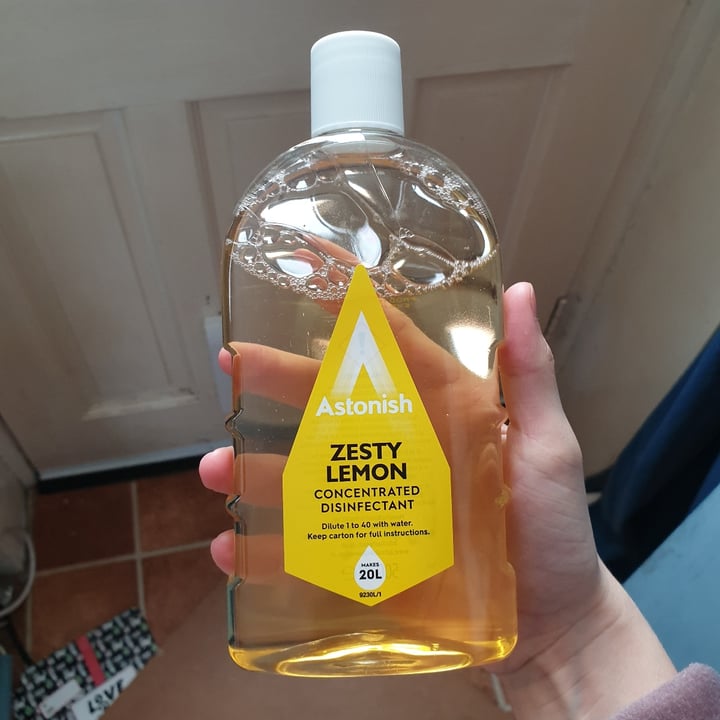 Astonish
ZESTY
LEMON
CONCENTRATED
DISINFECTANT
Dilute 1 to 40 with water.
Keep carton for full instructions.
MAKES
20L
9230L/1
LOVE